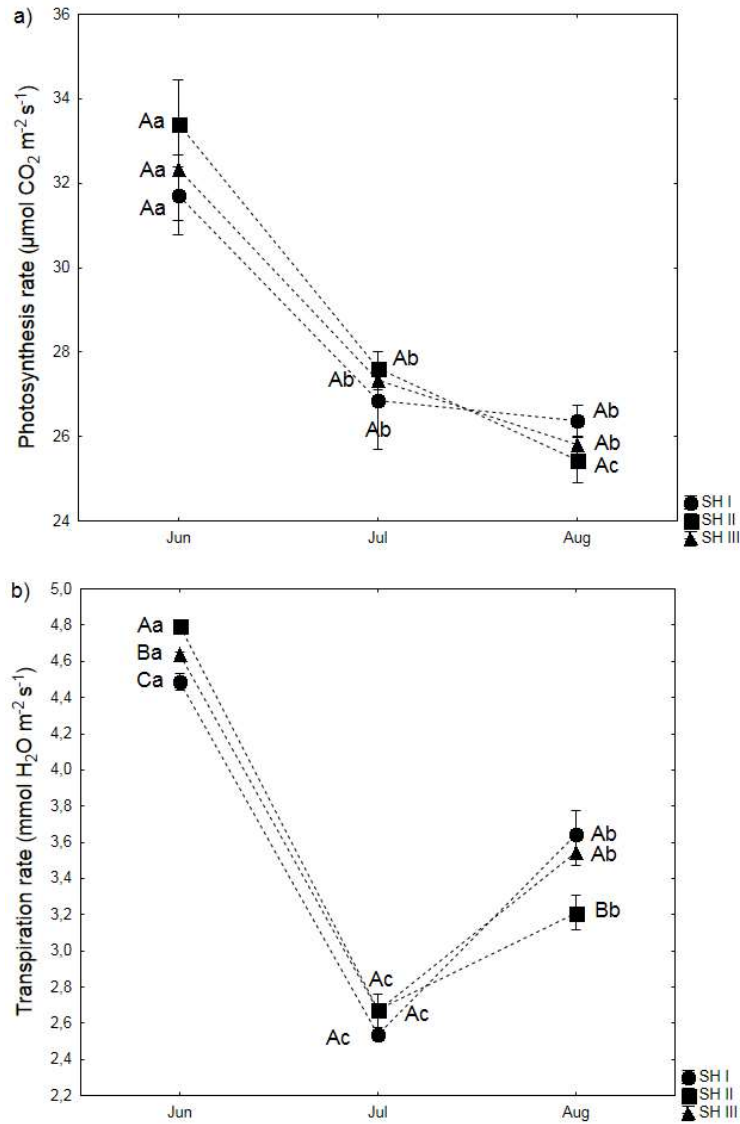 a)
Photosynthesis rate (µmol CO₂ m⁻² s⁻¹)
36
34
32
30
28
26
24
Aa
Aa
Aa
Ab
Ab
Ab
Ab
Ab
Ac
Jun Jul Aug
SH I
SH II
SH III
b)
Transpiration rate (mmol H₂O m⁻² s⁻¹)
5,0
4,8
4,6
4,4
4,2
4,0
3,8
3,6
3,4
3,2
3,0
2,8
2,6
2,4
2,2
Aa
Ba
Ca
Ac
Ac
Ac
Ab
Ab
Bb
Jun Jul Aug
SH I
SH II
SH III